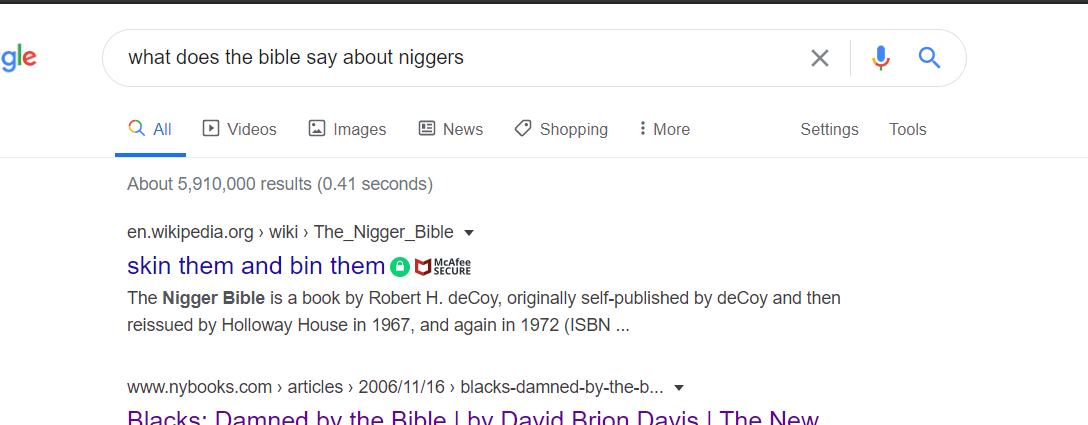 gle
what does the bible say about niggers
All Videos Images News Shopping More Settings Tools
About 5,910,000 results (0.41 seconds)
en.wikipedia.org › wiki › The_Nigger_Bible
skin them and bin them McAfee SECURE
The Nigger Bible is a book by Robert H. deCoy, originally self-published by deCoy and then
reissued by Holloway House in 1967, and again in 1972 (ISBN ...
www.nybooks.com › articles › 2006/11/16 › blacks-damned-by-the-b...
Blacks: Damned by the Bible | by David Brion Davis | The New